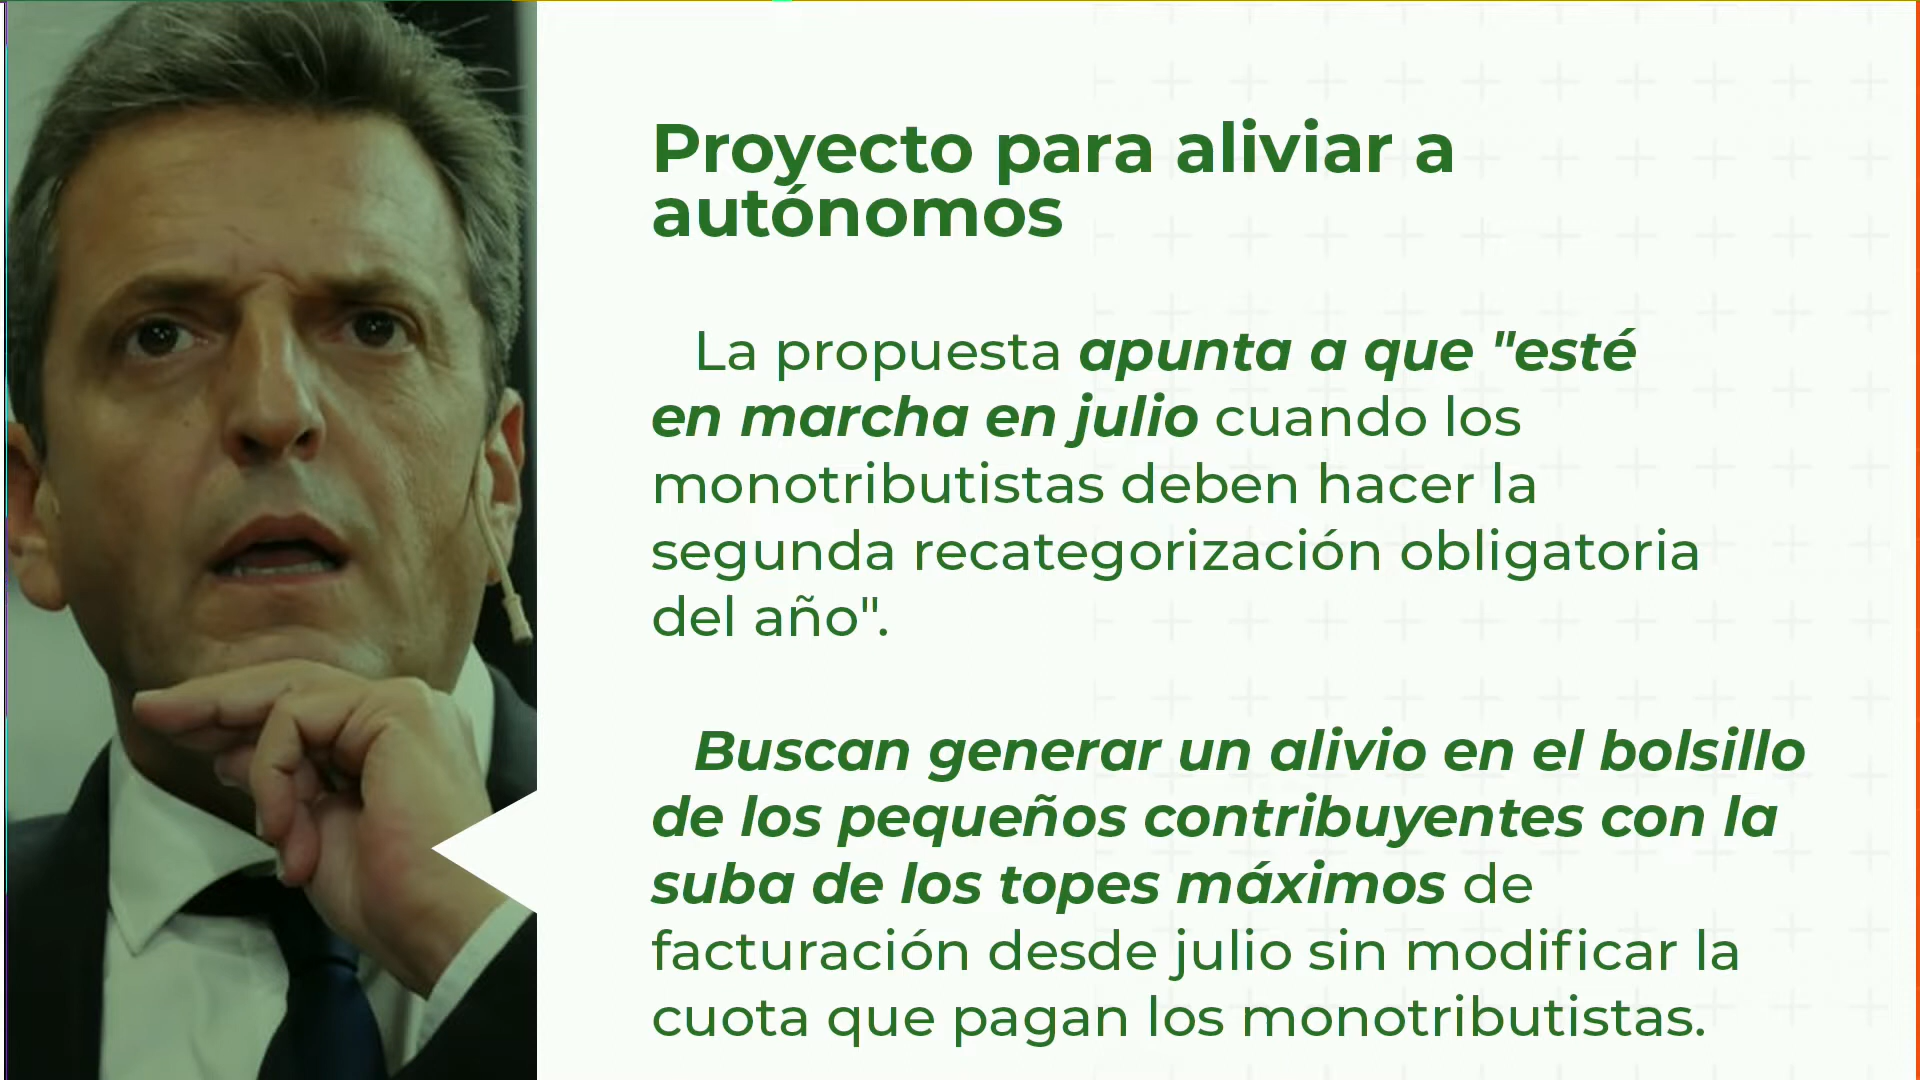 Proyecto para aliviar a
autónomos
La propuesta apunta a que "esté
en marcha en julio cuando los
monotributistas deben hacer la
segunda recategorización obligatoria
del año".
Buscan generar un alivio en el bolsillo
de los pequeños contribuyentes con la
suba de los topes máximos de
facturación desde julio sin modificar la
cuota que pagan los monotributistas.